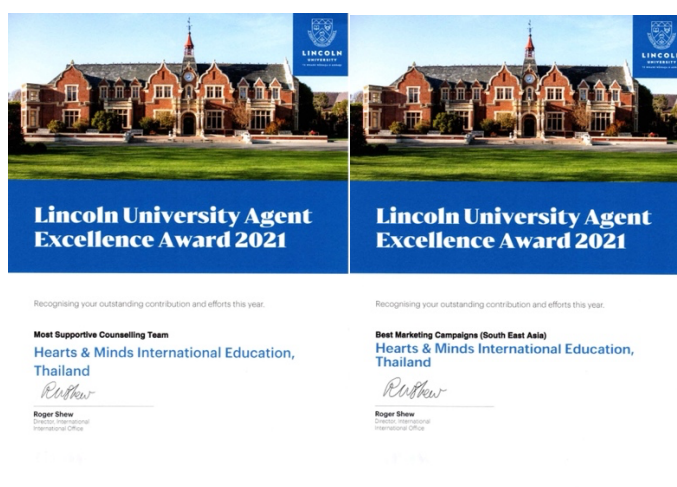 LINCOLN
UNIVERSITY
Lincoln University Agent
Excellence Award 2021
Recognising your outstanding contribution and efforts this year.
Most Supportive Counselling Team
Hearts & Minds International Education,
Thailand
Roger Shew
Director, International
International Office
LINCOLN
UNIVERSITY
Lincoln University Agent
Excellence Award 2021
Recognising your outstanding contribution and efforts this year.
Best Marketing Campaigns (South East Asia)
Hearts & Minds International Education,
Thailand
Roger Shew
Director, International
International Office